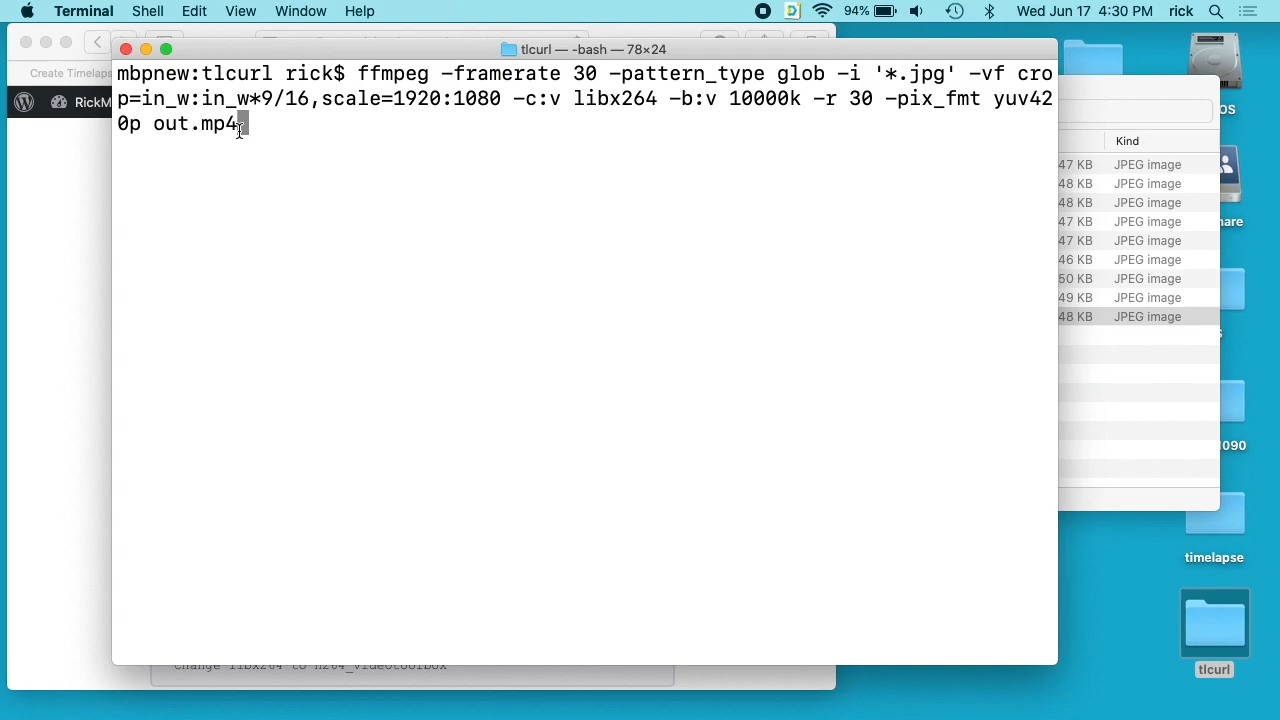 Terminal Shell Edit View Window Help 94% Wed Jun 17 4:30 PM rick
tlcurl — -bash — 78×24
Create Timelaps
RickM
mbpnew:tlcurl rick$ ffmpeg -framerate 30 -pattern_type glob -i '*.jpg' -vf cro
p=in_w:in_w*9/16,scale=1920:1080 -c:v libx264 -b:v 10000k -r 30 -pix_fmt yuv42
0p out.mp4
Kind
47 KB JPEG image
48 KB JPEG image
48 KB JPEG image
47 KB JPEG image
47 KB JPEG image
46 KB JPEG image
50 KB JPEG image
49 KB JPEG image
48 KB JPEG image
os
hare
s
1090
timelapse
tlcurl
Change libx264 to h264_videotoolbox